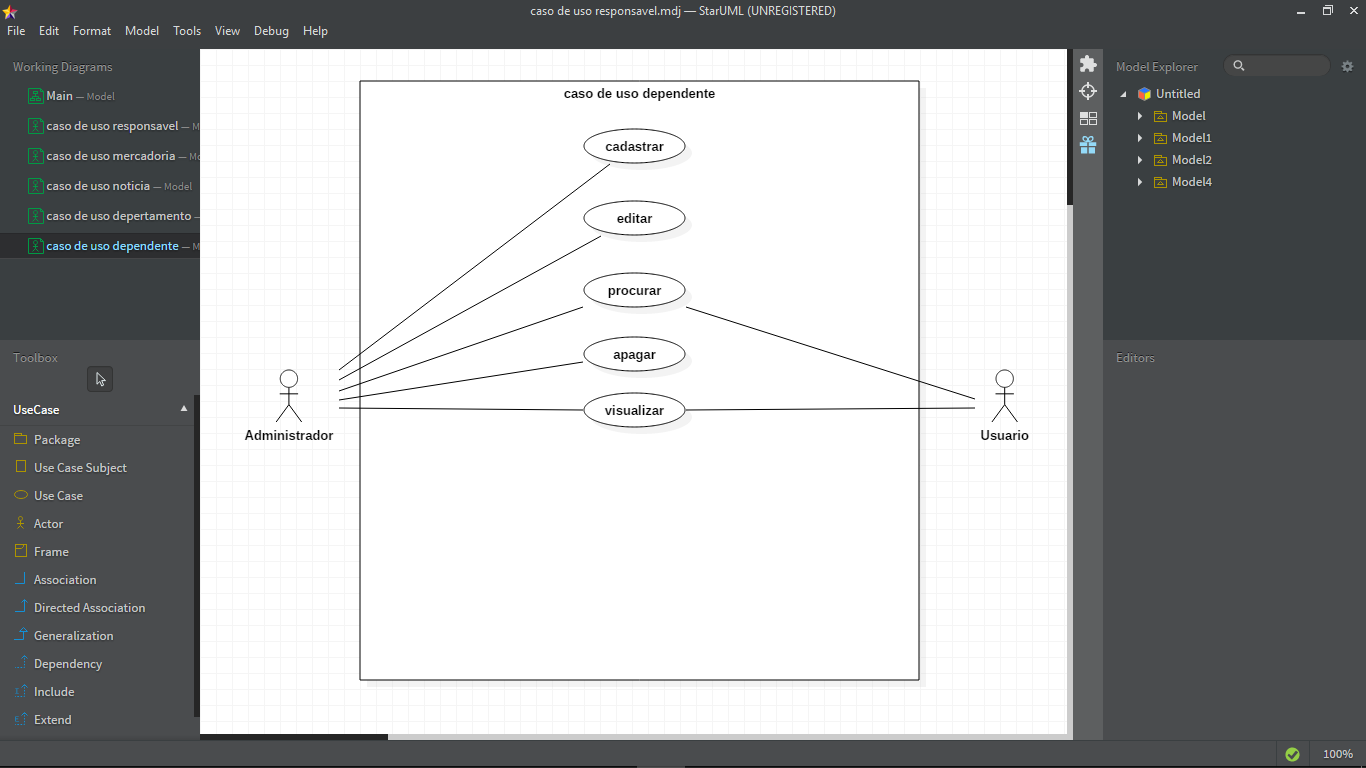 caso de uso responsavel.mdj — StarUML (UNREGISTERED)
File Edit Format Model Tools View Debug Help
Working Diagrams
Main — Model
caso de uso responsavel — M
caso de uso mercadoria — Mo
caso de uso noticia — Model
caso de uso depertamento —
caso de uso dependente — M
Toolbox
UseCase
Package
Use Case Subject
Use Case
Actor
Frame
Association
Directed Association
Generalization
Dependency
Include
Extend
caso de uso dependente
cadastrar
editar
procurar
apagar
visualizar
Administrador
Usuario
Model Explorer
Untitled
Model
Model1
Model2
Model4
Editors
100%